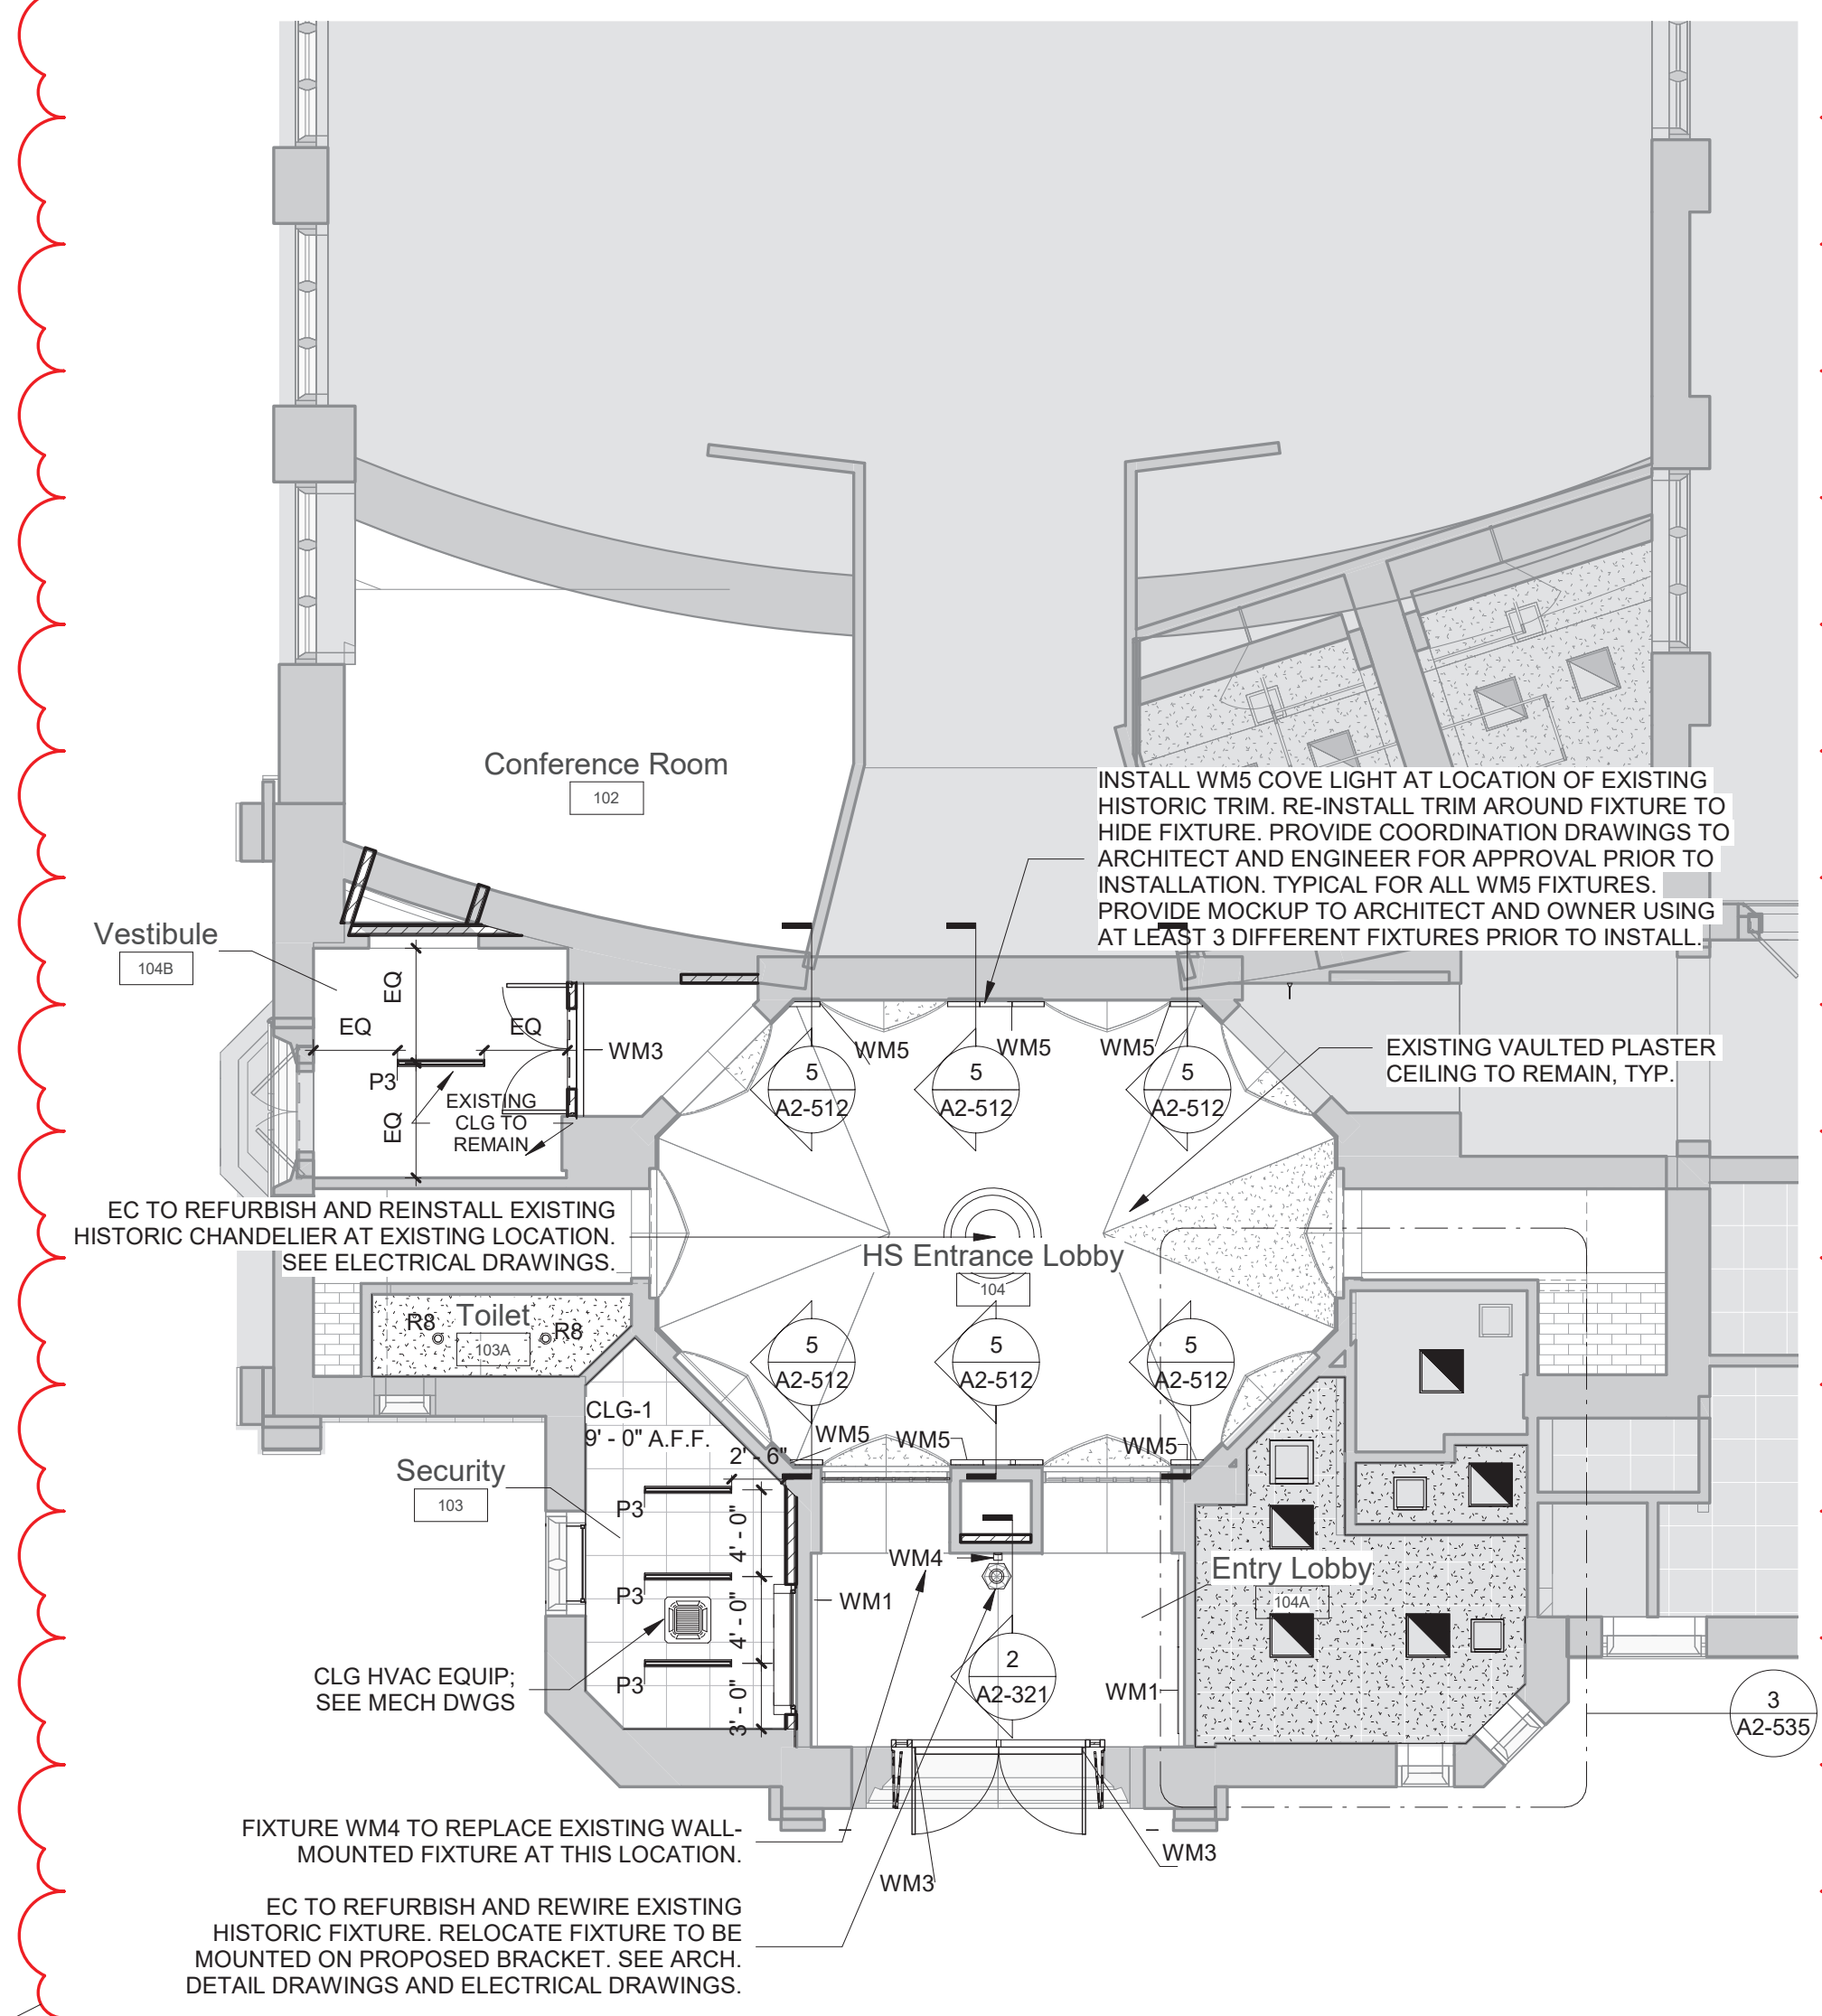 Conference Room
102
INSTALL WM5 COVE LIGHT AT LOCATION OF EXISTING
HISTORIC TRIM. RE-INSTALL TRIM AROUND FIXTURE TO
HIDE FIXTURE. PROVIDE COORDINATION DRAWINGS TO
ARCHITECT AND ENGINEER FOR APPROVAL PRIOR TO
INSTALLATION. TYPICAL FOR ALL WM5 FIXTURES.
PROVIDE MOCKUP TO ARCHITECT AND OWNER USING
AT LEAST 3 DIFFERENT FIXTURES PRIOR TO INSTALL.
Vestibule
104B
EQ
EQ
EQ
EQ
P3
WM3
EXISTING
CLG TO
REMAIN
WM5
WM5
WM5
5
A2-512
5
A2-512
5
A2-512
EXISTING VAULTED PLASTER
CEILING TO REMAIN, TYP.
EC TO REFURBISH AND REINSTALL EXISTING
HISTORIC CHANDELIER AT EXISTING LOCATION.
SEE ELECTRICAL DRAWINGS.
HS Entrance Lobby
104
Toilet
103A
R8
R8
5
A2-512
5
A2-512
5
A2-512
CLG-1
9' - 0" A.F.F.
WM5
WM5
WM5
2' - 6"
Security
103
P3
4' - 0"
P3
4' - 0"
P3
3' - 0"
WM4
WM1
Entry Lobby
104A
2
A2-321
WM1
CLG HVAC EQUIP;
SEE MECH DWGS
3
A2-535
FIXTURE WM4 TO REPLACE EXISTING WALL-
MOUNTED FIXTURE AT THIS LOCATION.
WM3
WM3
EC TO REFURBISH AND REWIRE EXISTING
HISTORIC FIXTURE. RELOCATE FIXTURE TO BE
MOUNTED ON PROPOSED BRACKET. SEE ARCH.
DETAIL DRAWINGS AND ELECTRICAL DRAWINGS.